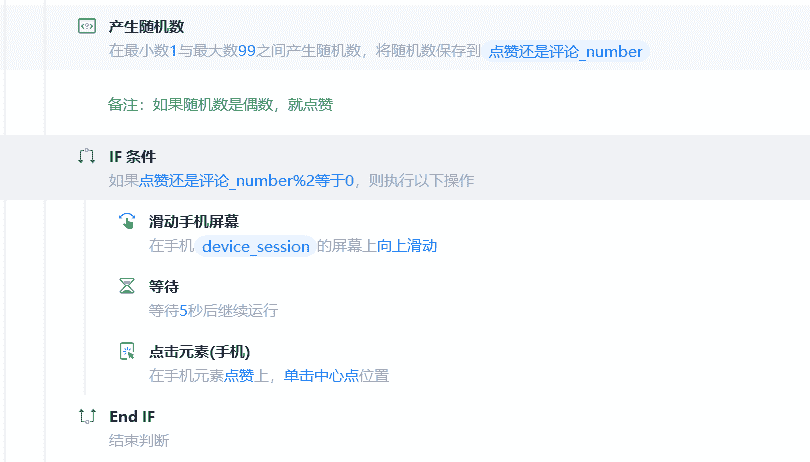 产生随机数
在最小数1与最大数99之间产生随机数，将随机数保存到 点赞还是评论_number
备注：如果随机数是偶数，就点赞
IF 条件
如果点赞还是评论_number%2等于0，则执行以下操作
滑动手机屏幕
在手机 device_session 的屏幕上向上滑动
等待
等待5秒后继续运行
点击元素(手机)
在手机元素点赞上，单击中心点位置
End IF
结束判断